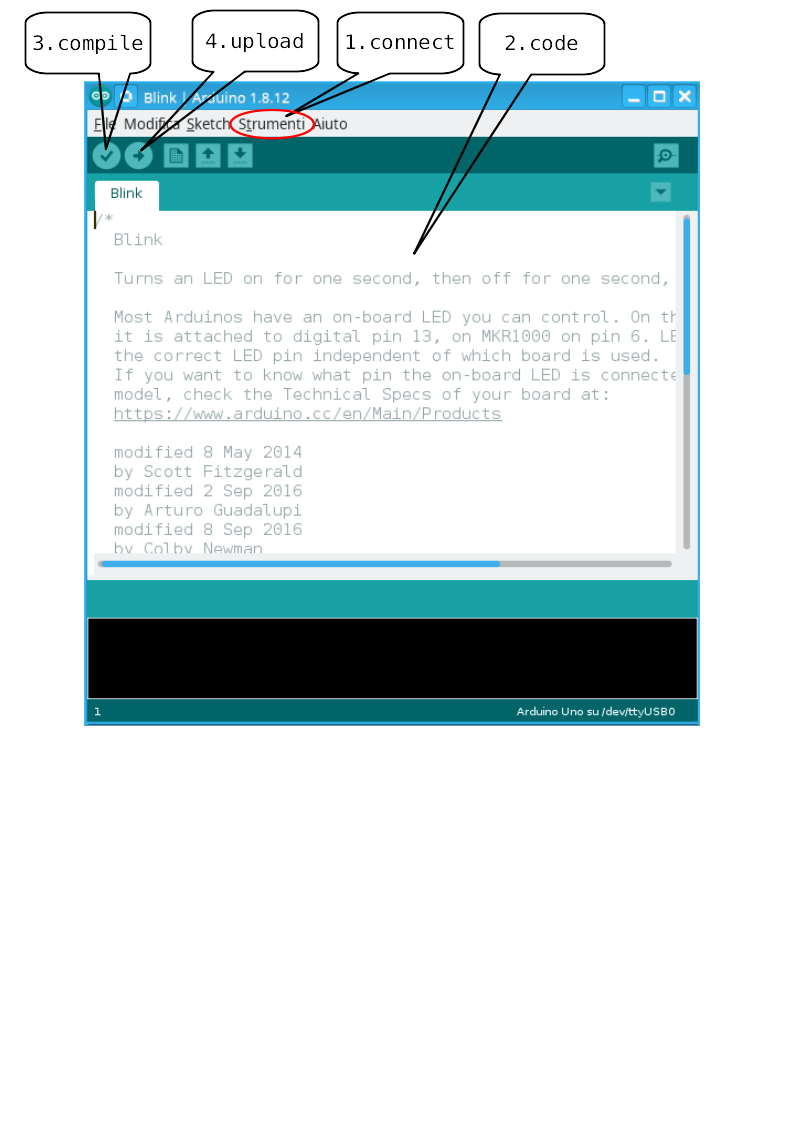 3.compile
4.upload
1.connect
2.code
Blink | Arduino 1.8.12
File Modifica Sketch Strumenti Aiuto
Blink
/*
Blink
Turns an LED on for one second, then off for one second,
Most Arduinos have an on-board LED you can control. On th
it is attached to digital pin 13, on MKR1000 on pin 6. LE
the correct LED pin independent of which board is used.
If you want to know what pin the on-board LED is connecte
model, check the Technical Specs of your board at:
https://www.arduino.cc/en/Main/Products
modified 8 May 2014
by Scott Fitzgerald
modified 2 Sep 2016
by Arturo Guadalupi
modified 8 Sep 2016
by Colby Newman
1
Arduino Uno su /dev/ttyUSB0